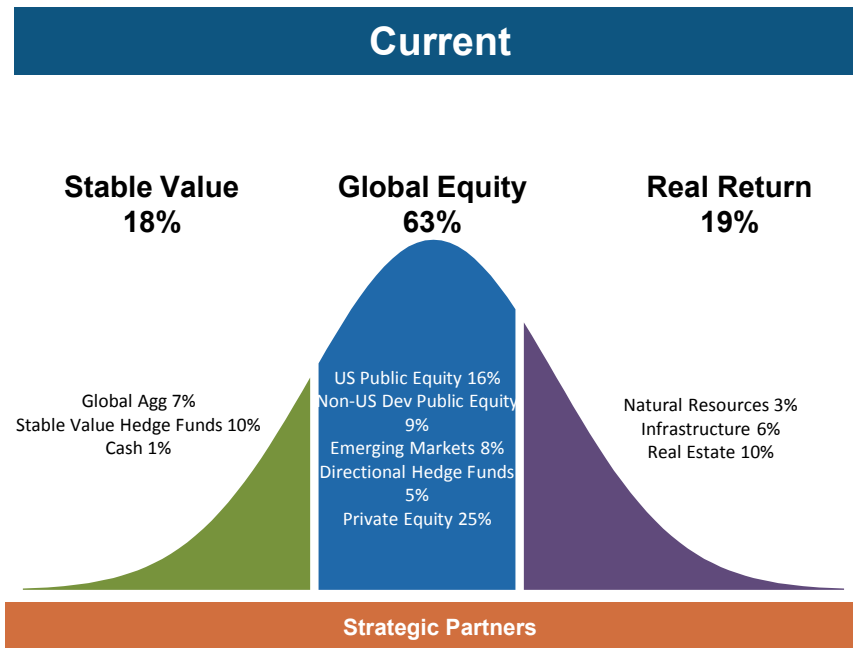 Current
Stable Value
18%
Global Equity
63%
Real Return
19%
Global Agg 7%
Stable Value Hedge Funds 10%
Cash 1%
US Public Equity 16%
Non-US Dev Public Equity
9%
Emerging Markets 8%
Directional Hedge Funds
5%
Private Equity 25%
Natural Resources 3%
Infrastructure 6%
Real Estate 10%
Strategic Partners